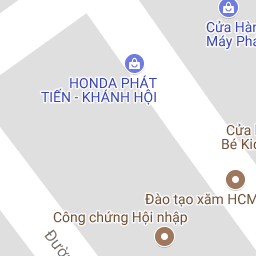 Cửa Hàn
Máy Pha
HONDA PHÁT
TIẾN - KHÁNH HỘI
Cửa H
Bé Kid
Đào tạo xăm HCM
Công chứng Hội nhập
Đườ